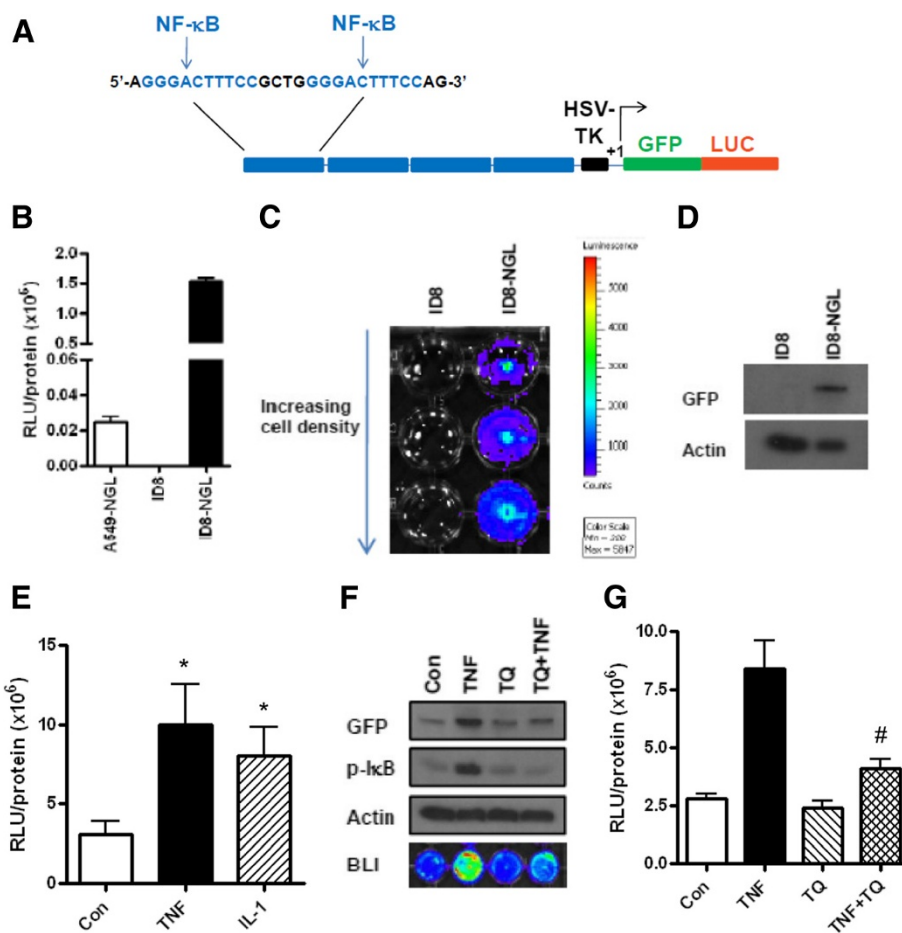 A
NF-κB NF-κB
5'-AGGGACTTTCCGCTGGGGACTTTCCAG-3'
HSV-
TK
+1
GFP LUC
B
RLU/protein (x10⁶)
2.0
1.5
1.0
0.5
0.06
0.04
0.02
0.00
A549-NGL
ID8
ID8-NGL
C
ID8
ID8-NGL
Increasing
cell density
Luminescence
5000
4000
3000
2000
1000
Counts
Color Scale
Min = 200
Max = 5847
D
ID8
ID8-NGL
GFP
Actin
E
RLU/protein (x10⁶)
15
10
5
0
*
*
Con
TNF
IL-1
F
Con
TNF
TQ
TQ+TNF
GFP
p-IκB
Actin
BLI
G
RLU/protein (x10⁶)
10.0
7.5
5.0
2.5
0.0
#
Con
TNF
TQ
TNF+TQ